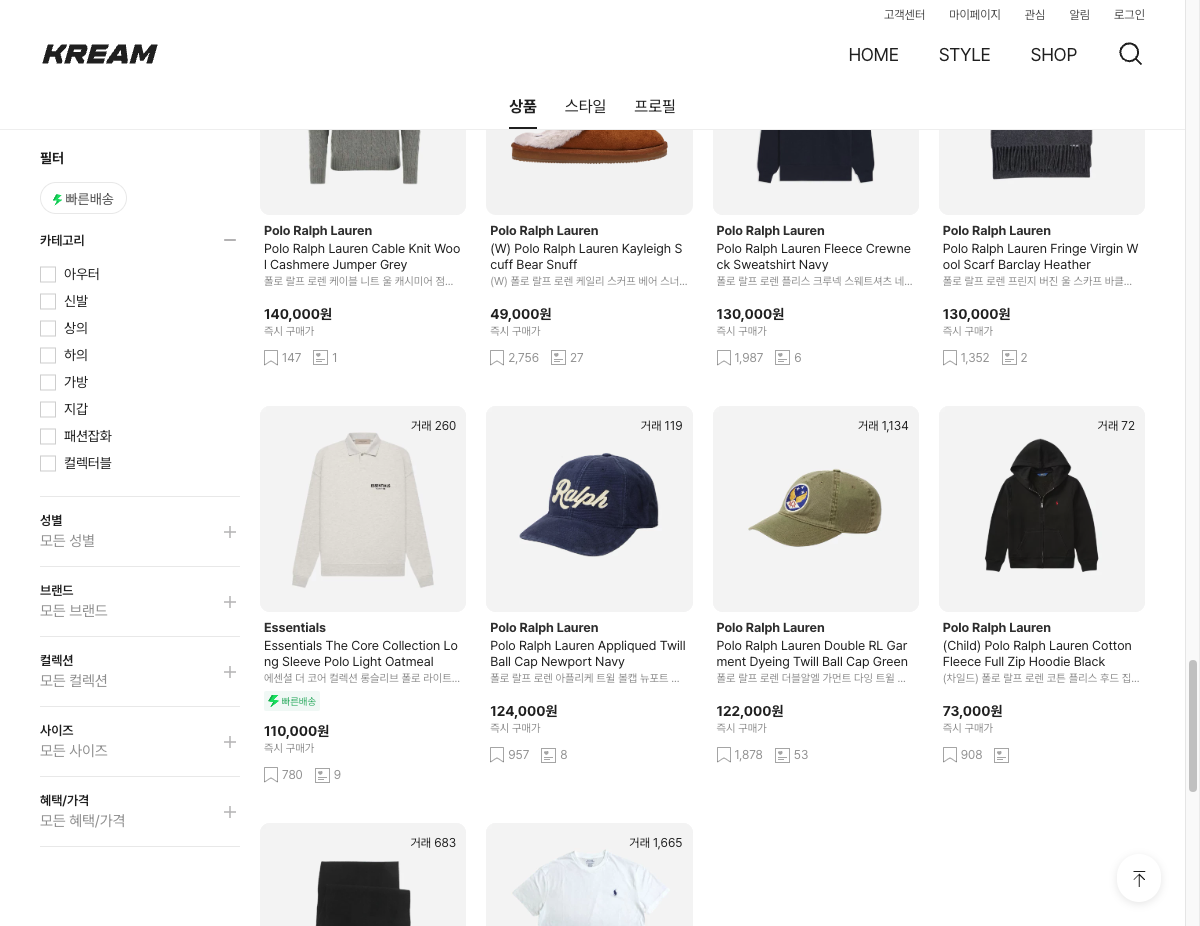 고객센터 마이페이지 관심 알림 로그인
KREAM
HOME STYLE SHOP
상품 스타일 프로필
필터
빠른배송
카테고리
아우터
신발
상의
하의
가방
지갑
패션잡화
컬렉터블
성별
모든 성별
브랜드
모든 브랜드
컬렉션
모든 컬렉션
사이즈
모든 사이즈
혜택/가격
모든 혜택/가격
Polo Ralph Lauren
Polo Ralph Lauren Cable Knit Woo
l Cashmere Jumper Grey
폴로 랄프 로렌 케이블 니트 울 캐시미어 점...
140,000원
즉시 구매가
147 1
Polo Ralph Lauren
(W) Polo Ralph Lauren Kayleigh S
cuff Bear Snuff
(W) 폴로 랄프 로렌 케일리 스커프 베어 스너...
49,000원
즉시 구매가
2,756 27
Polo Ralph Lauren
Polo Ralph Lauren Fleece Crewne
ck Sweatshirt Navy
폴로 랄프 로렌 플리스 크루넥 스웨트셔츠 네...
130,000원
즉시 구매가
1,987 6
Polo Ralph Lauren
Polo Ralph Lauren Fringe Virgin W
ool Scarf Barclay Heather
폴로 랄프 로렌 프린지 버진 울 스카프 바클...
130,000원
즉시 구매가
1,352 2
거래 260
Essentials
Essentials The Core Collection Lo
ng Sleeve Polo Light Oatmeal
에센셜 더 코어 컬렉션 롱슬리브 폴로 라이트...
빠른배송
110,000원
즉시 구매가
780 9
거래 119
Ralph
Polo Ralph Lauren
Polo Ralph Lauren Appliqued Twill
Ball Cap Newport Navy
폴로 랄프 로렌 아플리케 트윌 볼캡 뉴포트 ...
124,000원
즉시 구매가
957 8
거래 1,134
Polo Ralph Lauren
Polo Ralph Lauren Double RL Gar
ment Dyeing Twill Ball Cap Green
폴로 랄프 로렌 더블알엘 가먼트 다잉 트윌 ...
122,000원
즉시 구매가
1,878 53
거래 72
Polo Ralph Lauren
(Child) Polo Ralph Lauren Cotton
Fleece Full Zip Hoodie Black
(차일드) 폴로 랄프 로렌 코튼 플리스 후드 집...
73,000원
즉시 구매가
908
거래 683
거래 1,665